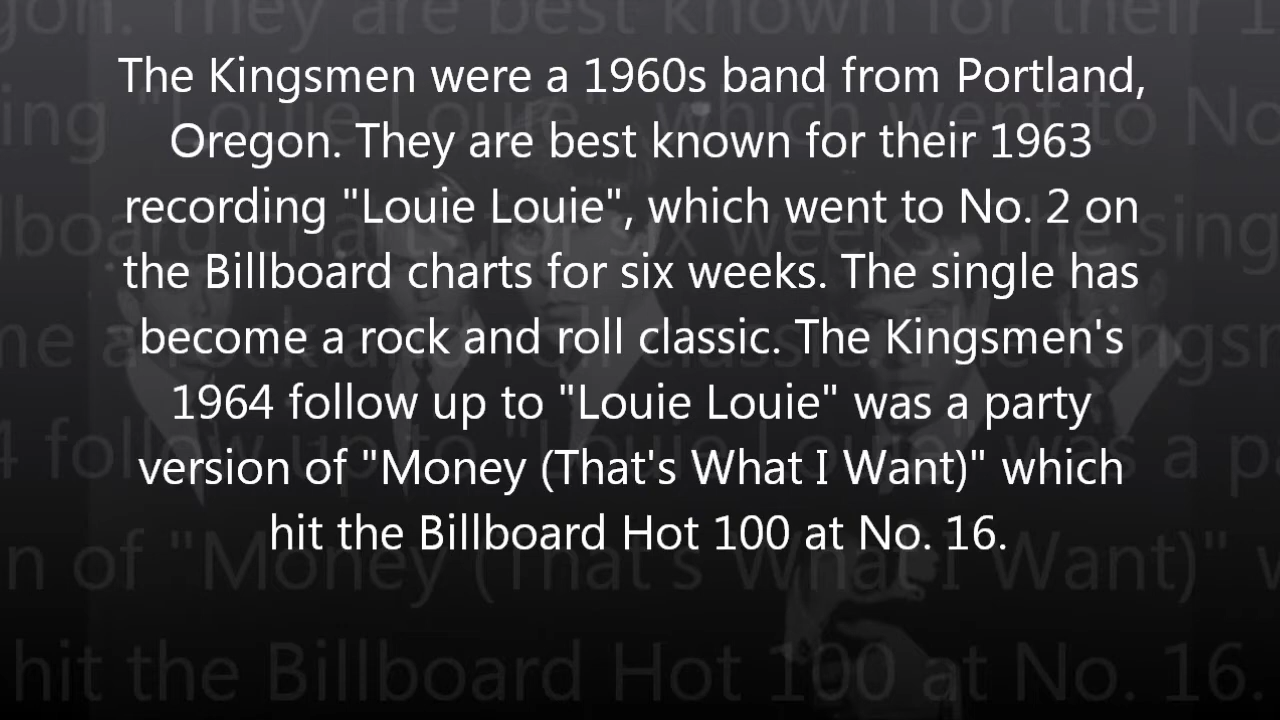 The Kingsmen were a 1960s band from Portland,
Oregon. They are best known for their 1963
recording "Louie Louie", which went to No. 2 on
the Billboard charts for six weeks. The single has
become a rock and roll classic. The Kingsmen's
1964 follow up to "Louie Louie" was a party
version of "Money (That's What I Want)" which
hit the Billboard Hot 100 at No. 16.